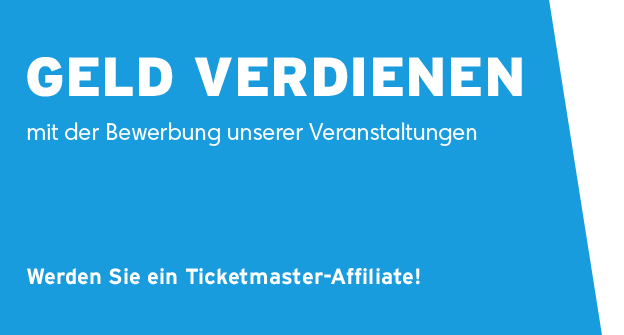 GELD VERDIENEN
mit der Bewerbung unserer Veranstaltungen
Werden Sie ein Ticketmaster-Affiliate!